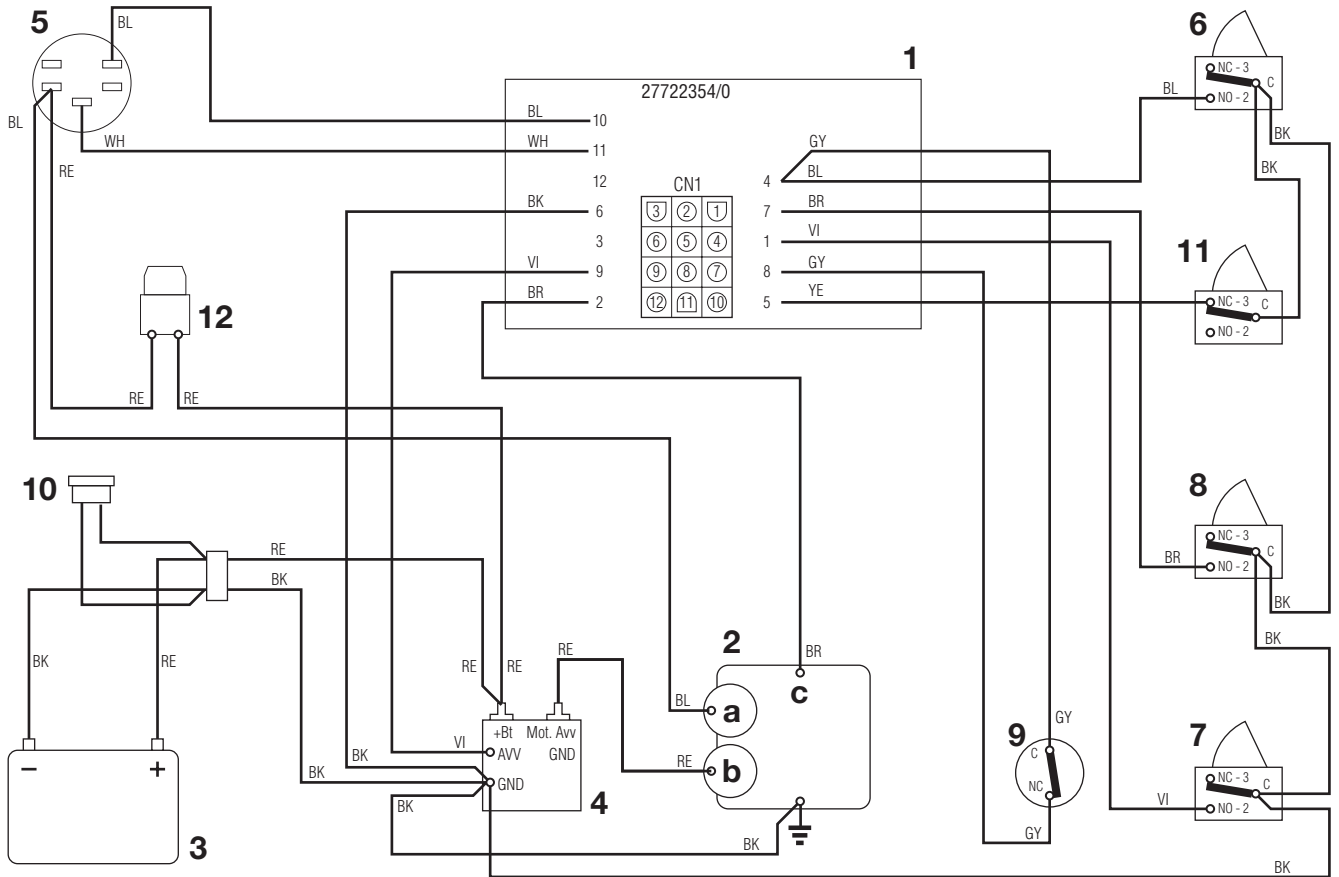 5
BL
6
NC - 3
C
NO - 2
BL
BK
BK
1
27722354/0
BL
10
WH
WH
11
12
BK
6
3
VI
9
BR
2
CN1
3 2 1
6 5 4
9 8 7
12 11 10
GY
4
BL
7
BR
1
VI
8
GY
5
YE
BL
RE
12
RE
RE
11
NC - 3
C
NO - 2
10
RE
BK
BK
RE
3
8
NC - 3
C
NO - 2
BR
BK
BK
RE
RE
RE
+Bt
Mot. Avv
AVV
GND
GND
4
VI
BK
BK
BK
2
a
b
c
BL
RE
BR
BK
9
C
NC
GY
GY
7
NC - 3
C
NO - 2
VI
BK